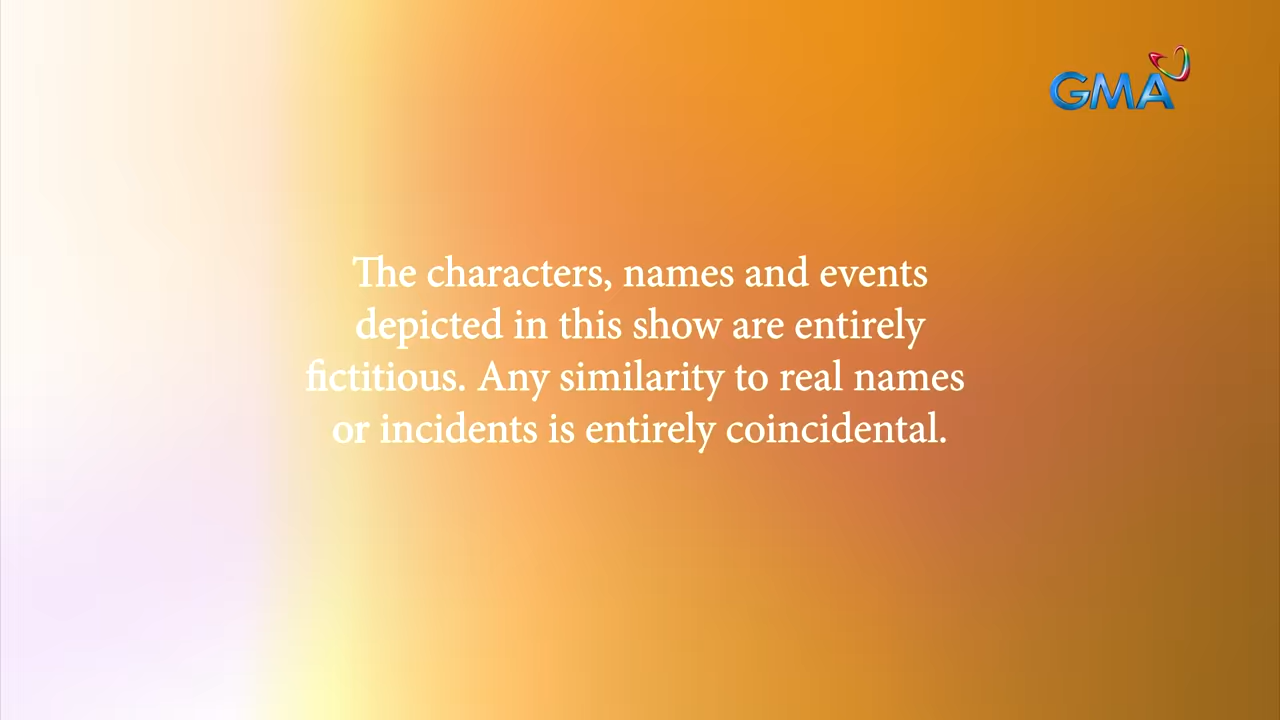 GMA
The characters, names and events
depicted in this show are entirely
fictitious. Any similarity to real names
or incidents is entirely coincidental.